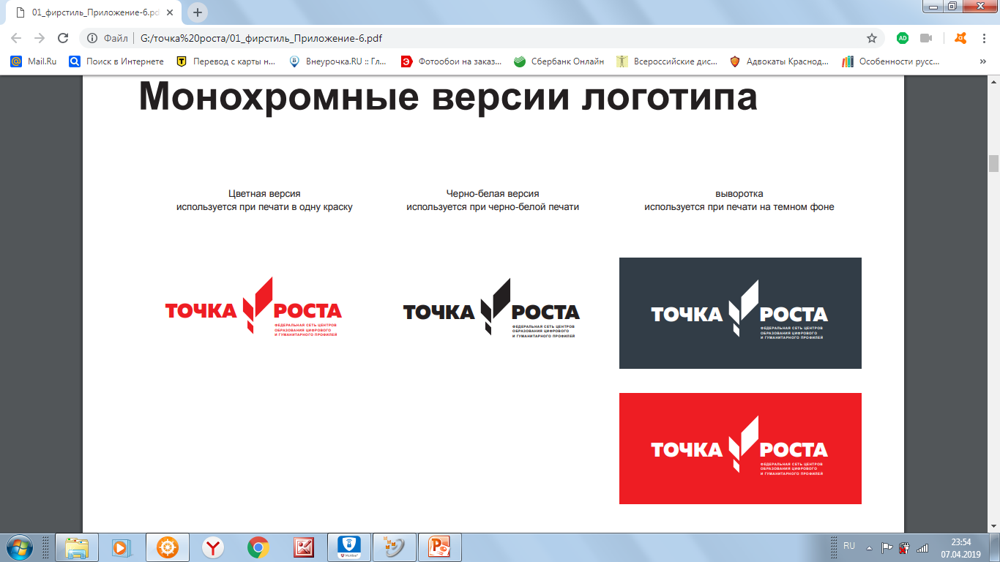 01_фирстиль_Приложение-6.pd
Файл G:/точка%20роста/01_фирстиль_Приложение-6.pdf
AD
Mail.Ru Поиск в Интернете Перевод с карты н... Внеурочка.RU :: Гл... Фотообои на заказ... Сбербанк Онлайн Всероссийские дис... Адвокаты Краснод... Особенности русс... »
Монохромные версии логотипа
Цветная версия
используется при печати в одну краску
Черно-белая версия
используется при черно-белой печати
выворотка
используется при печати на темном фоне
ТОЧКА РОСТА
ФЕДЕРАЛЬНАЯ СЕТЬ ЦЕНТРОВ
ОБРАЗОВАНИЯ ЦИФРОВОГО
И ГУМАНИТАРНОГО ПРОФИЛЕЙ
ТОЧКА РОСТА
ФЕДЕРАЛЬНАЯ СЕТЬ ЦЕНТРОВ
ОБРАЗОВАНИЯ ЦИФРОВОГО
И ГУМАНИТАРНОГО ПРОФИЛЕЙ
ТОЧКА РОСТА
ФЕДЕРАЛЬНАЯ СЕТЬ ЦЕНТРОВ
ОБРАЗОВАНИЯ ЦИФРОВОГО
И ГУМАНИТАРНОГО ПРОФИЛЕЙ
ТОЧКА РОСТА
ФЕДЕРАЛЬНАЯ СЕТЬ ЦЕНТРОВ
ОБРАЗОВАНИЯ ЦИФРОВОГО
И ГУМАНИТАРНОГО ПРОФИЛЕЙ
McAfee
RU
23:54
07.04.2019